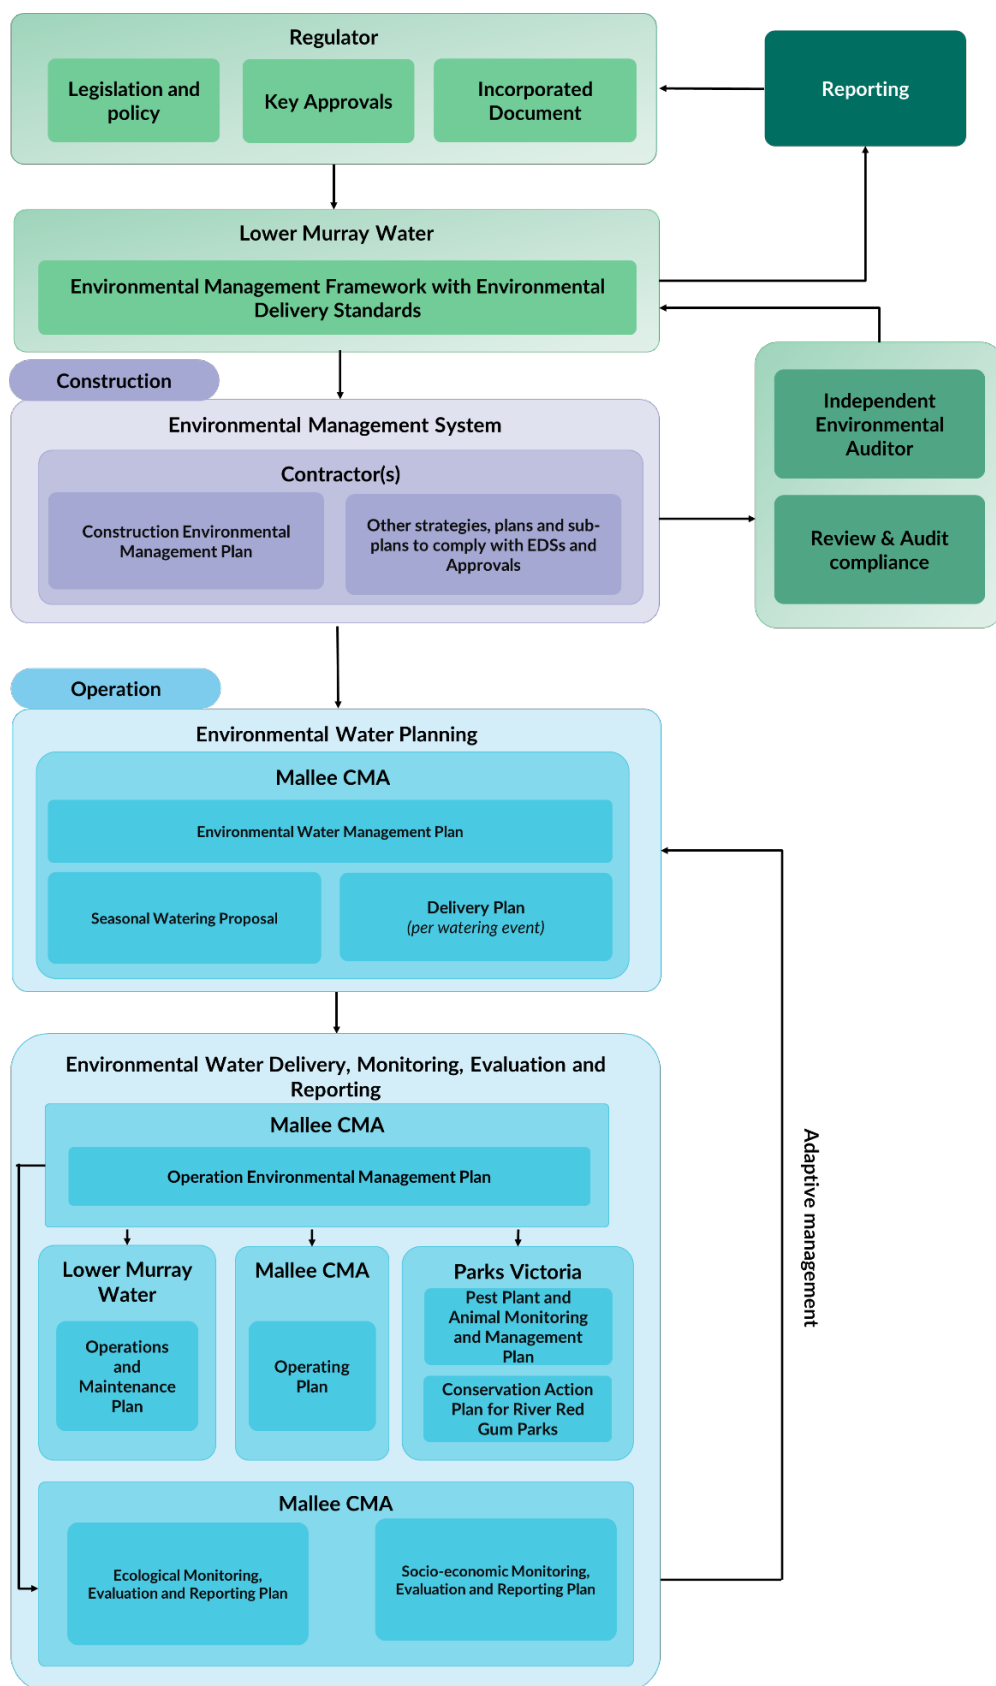 Regulator
Legislation and
policy
Key Approvals
Incorporated
Document
Reporting
Lower Murray Water
Environmental Management Framework with Environmental
Delivery Standards
Construction
Environmental Management System
Contractor(s)
Construction Environmental
Management Plan
Other strategies, plans and sub-
plans to comply with EDSs and
Approvals
Independent
Environmental
Auditor
Review & Audit
compliance
Operation
Environmental Water Planning
Mallee CMA
Environmental Water Management Plan
Seasonal Watering Proposal
Delivery Plan
(per watering event)
Environmental Water Delivery, Monitoring, Evaluation and
Reporting
Mallee CMA
Operation Environmental Management Plan
Lower Murray
Water
Operations
and
Maintenance
Plan
Mallee CMA
Operating
Plan
Parks Victoria
Pest Plant and
Animal Monitoring
and Management
Plan
Conservation Action
Plan for River Red
Gum Parks
Mallee CMA
Ecological Monitoring,
Evaluation and Reporting Plan
Socio-economic Monitoring,
Evaluation and Reporting Plan
Adaptive management